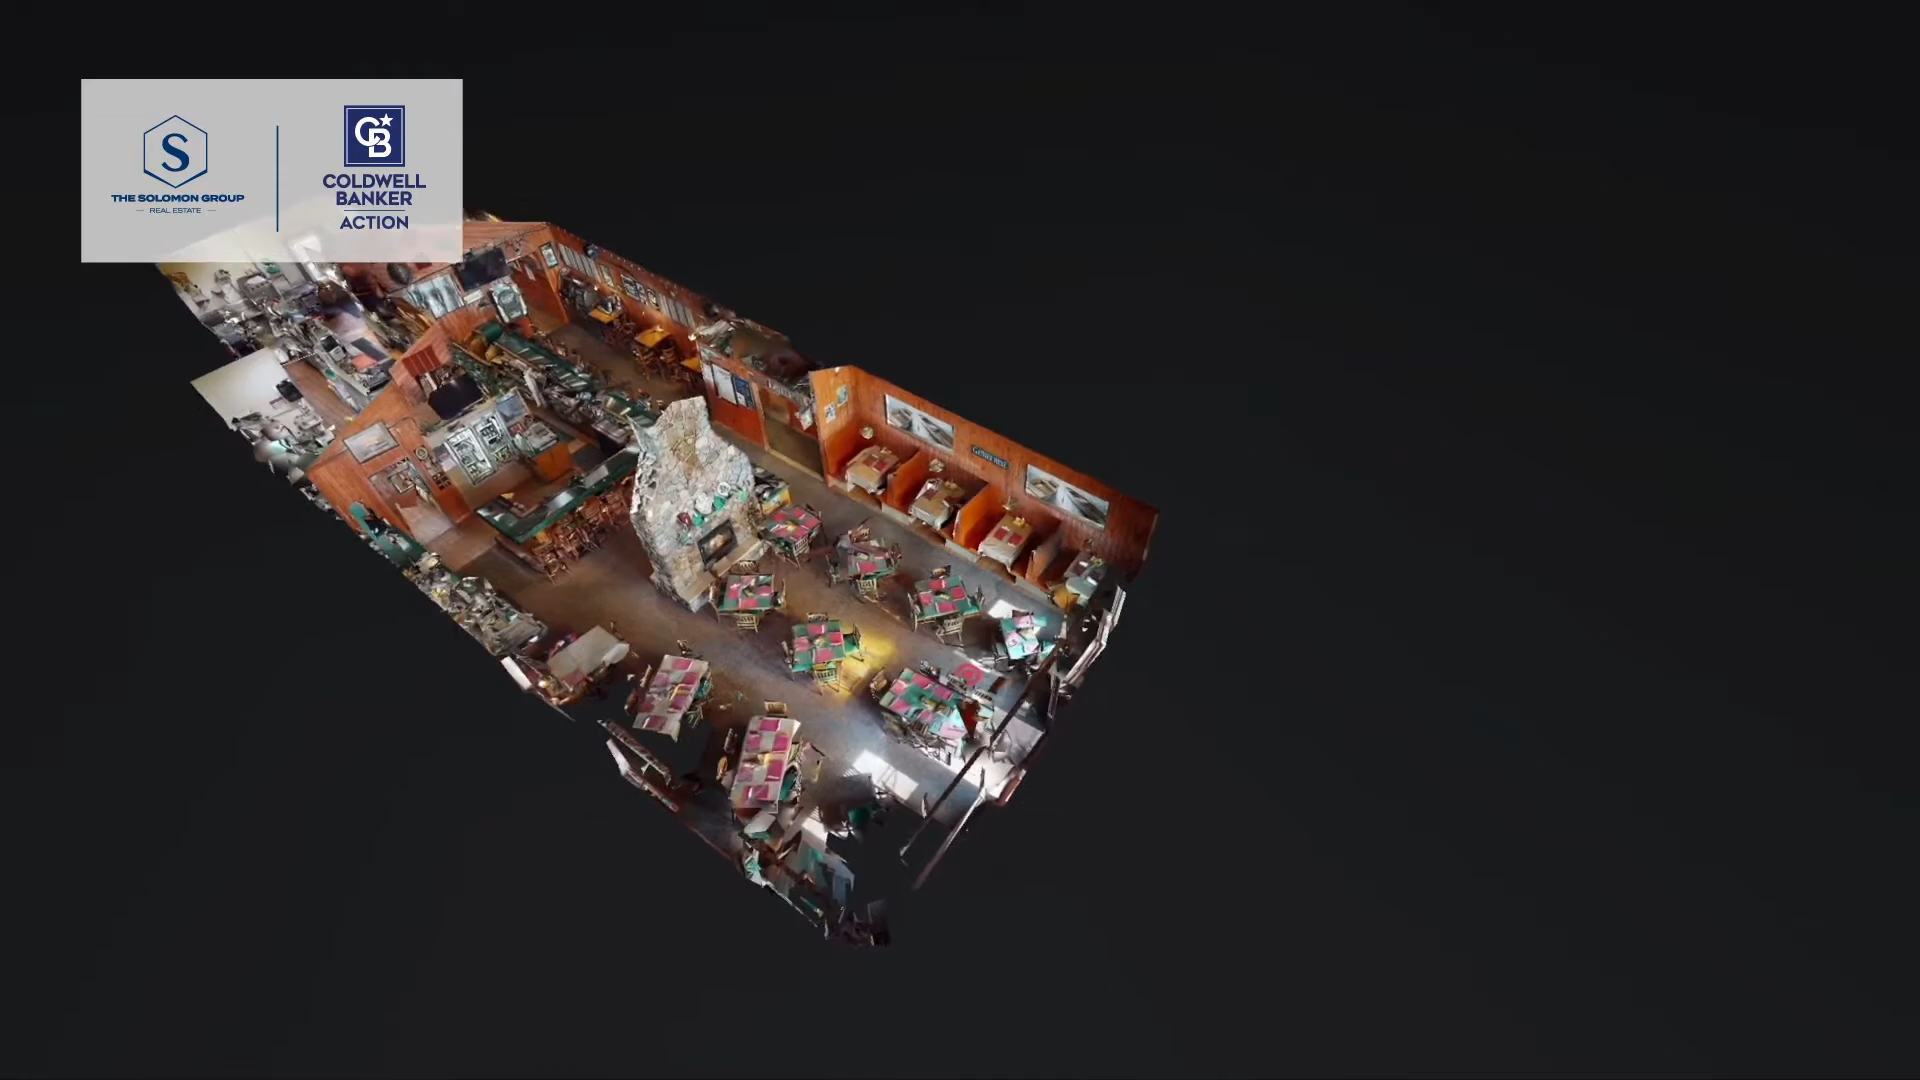 S
THE SOLOMON GROUP
REAL ESTATE
CB
COLDWELL
BANKER
ACTION